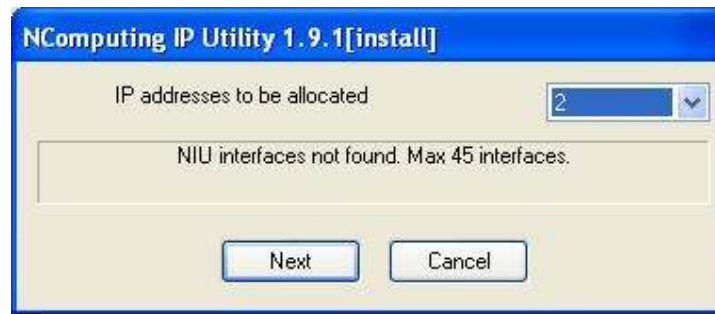 NComputing IP Utility 1.9.1[install]
IP addresses to be allocated 2
NIU interfaces not found. Max 45 interfaces.
Next Cancel